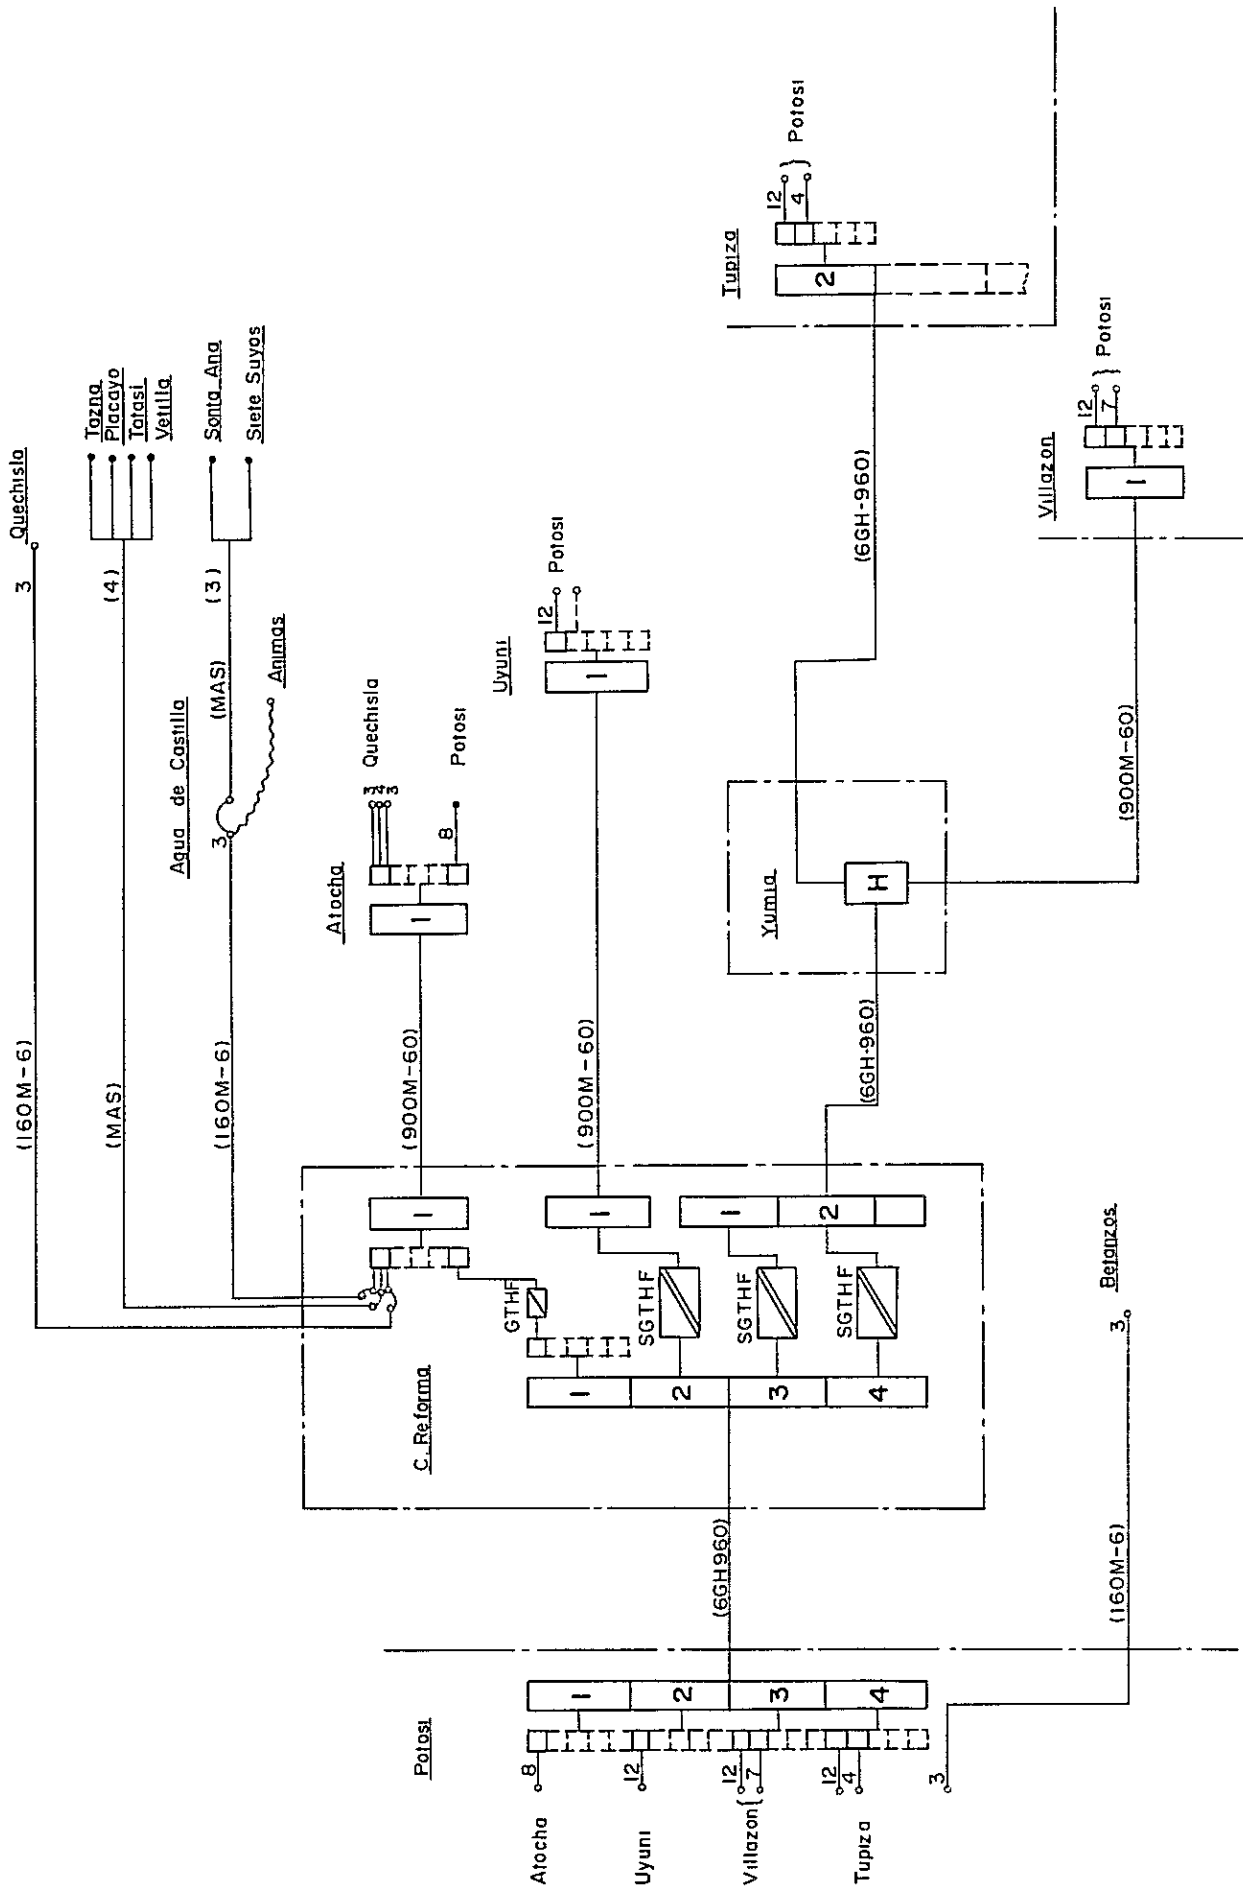 Quechisla
3
(160M-6)
Tazna
Placayo
Tatasi
Vetilla
(4)
(MAS)
Santa Ana
Siete Suyos
(3)
(MAS)
Animas
Agua de Castilla
3
(160M-6)
Atocha
3
4
3
Quechisla
8
Potosi
1
(900M-60)
1
Uyuni
12
Potosi
1
(900M-60)
1
Tupiza
12
4
} Potosi
2
(6GH-960)
Villazon
12
7
} Potosi
1
(900M-60)
Yumia
H
(6GH-960)
1
2
C. Reforma
GTHF
SGTHF
SGTHF
SGTHF
1
2
3
4
(6GH960)
Betanzos
3
(160M-6)
3
Potosi
1
2
3
4
Atocha
8
Uyuni
12
Villazon{
12
7
Tupiza
12
4